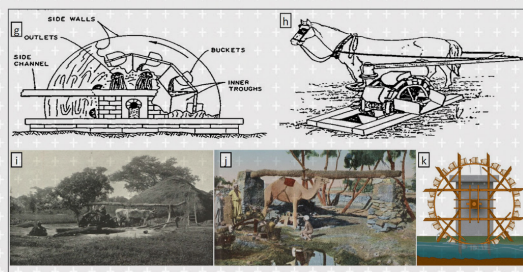 g
SIDE WALLS
OUTLETS
SIDE
CHANNEL
BUCKETS
INNER
TROUGHS
h
i
j
k